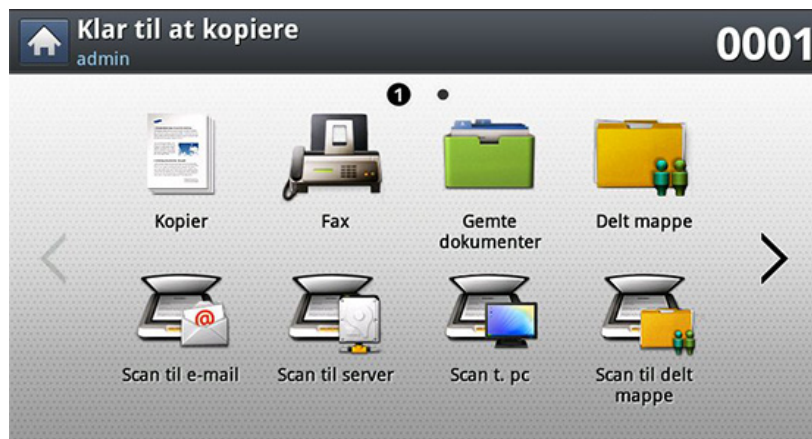 Klar til at kopiere
admin
0001
1
Kopier
Fax
Gemte
dokumenter
Delt mappe
@
Scan til e-mail
Scan til server
Scan t. pc
Scan til delt
mappe